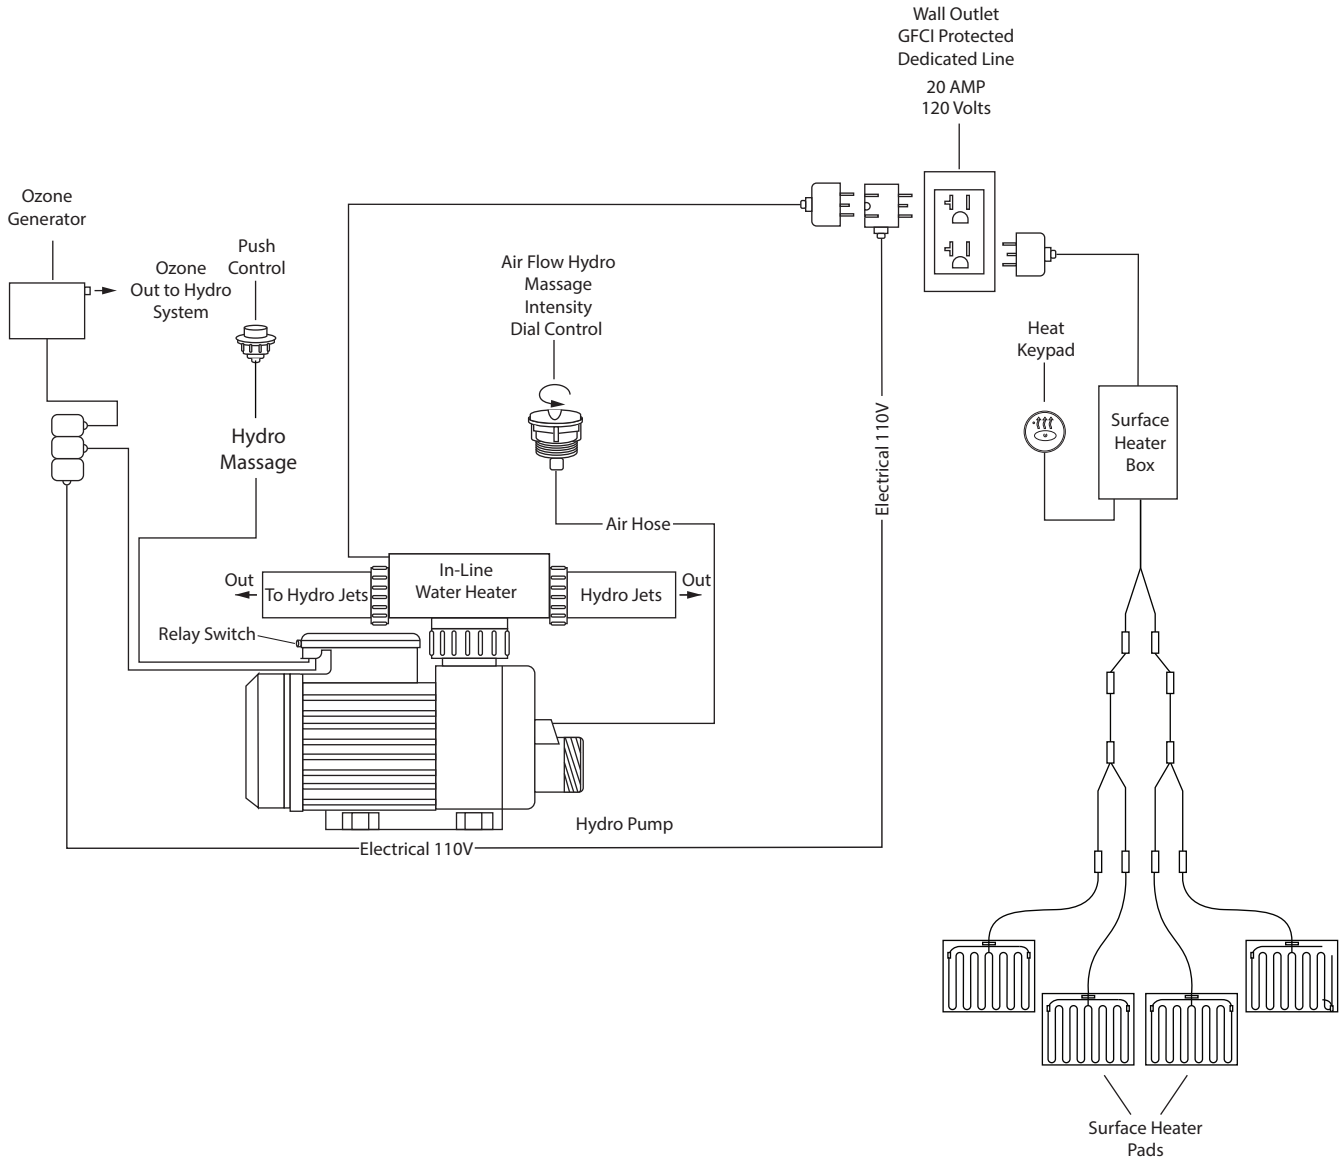 Wall Outlet
GFCI Protected
Dedicated Line
20 AMP
120 Volts
Ozone
Generator
Ozone
Out to Hydro
System
Push
Control
Air Flow Hydro
Massage
Intensity
Dial Control
Heat
Keypad
Surface
Heater
Box
Hydro
Massage
Electrical 110V
Air Hose
In-Line
Water Heater
Out
To Hydro Jets
Hydro Jets
Out
Relay Switch
Hydro Pump
Electrical 110V
Surface Heater
Pads